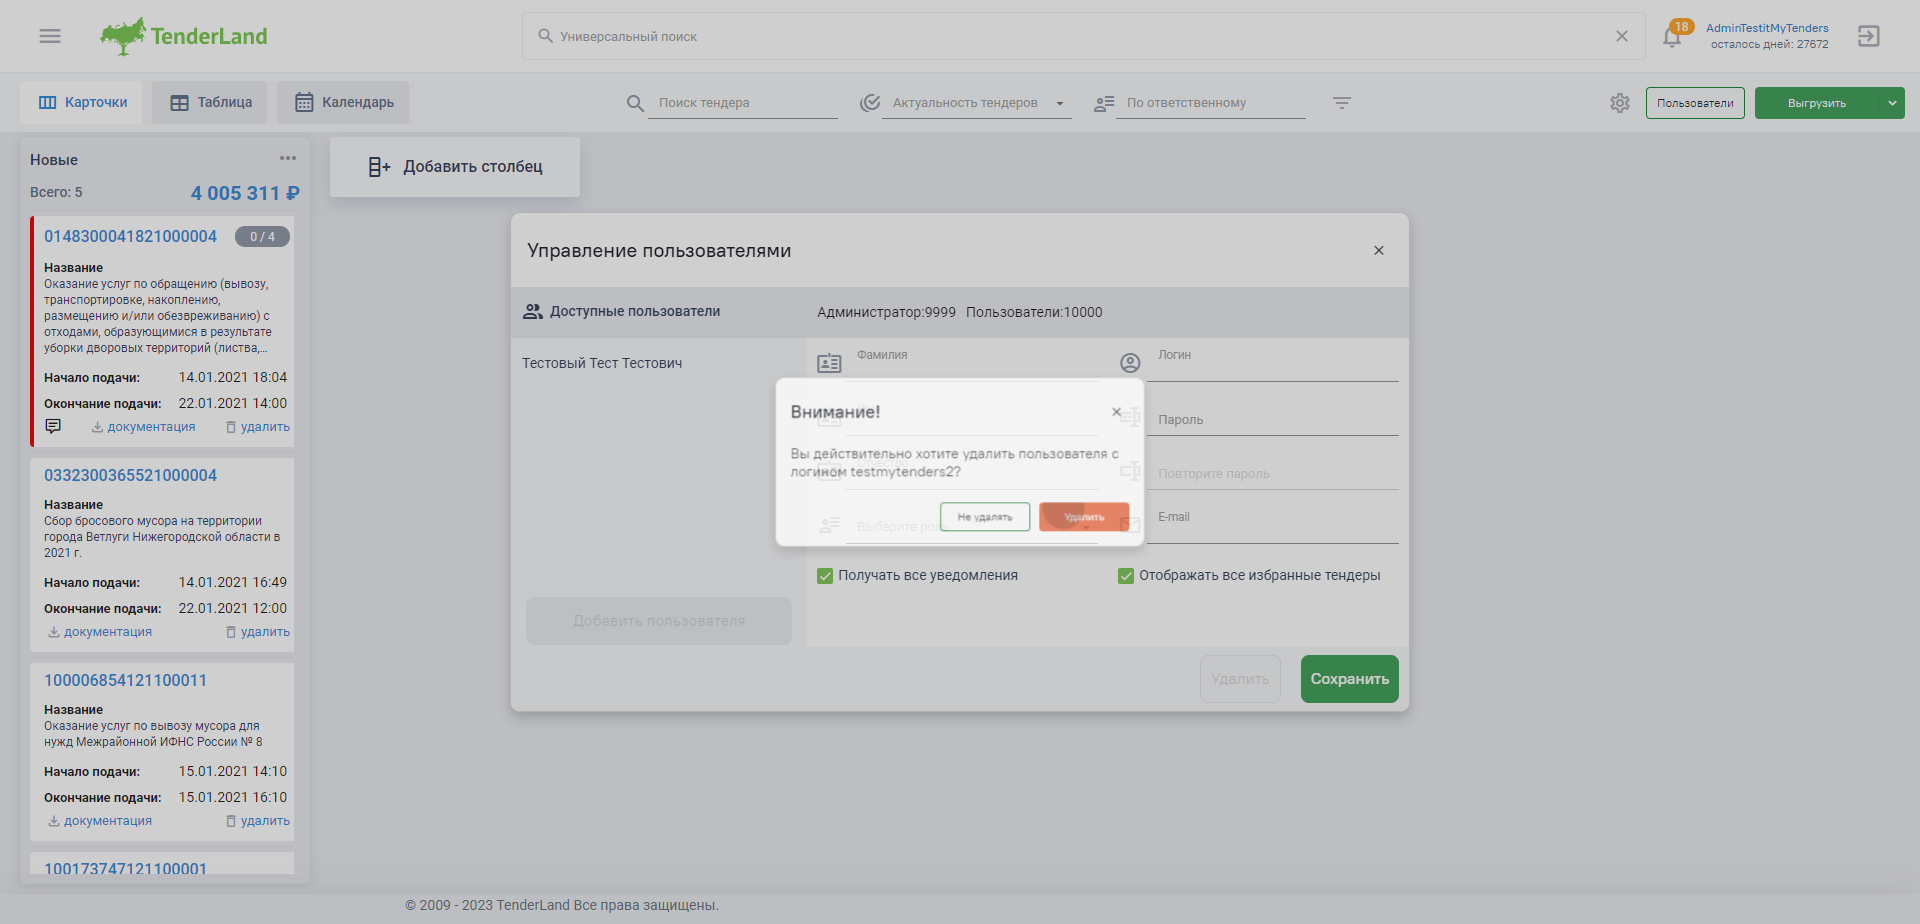 TenderLand
Универсальный поиск
18
AdminTestitMyTenders
осталось дней: 27672
Карточки
Таблица
Календарь
Поиск тендера
Актуальность тендеров
По ответственному
Пользователи
Выгрузить
Новые
Всего: 5
4 005 311 ₽
Добавить столбец
0148300041821000004
0 / 4
Название
Оказание услуг по обращению (вывозу,
транспортировке, накоплению,
размещению и/или обезвреживанию) с
отходами, образующимися в результате
уборки дворовых территорий (листва,...
Начало подачи: 14.01.2021 18:04
Окончание подачи: 22.01.2021 14:00
документация удалить
0332300365521000004
Название
Сбор бросового мусора на территории
города Ветлуги Нижегородской области в
2021 г.
Начало подачи: 14.01.2021 16:49
Окончание подачи: 22.01.2021 12:00
документация удалить
100006854121100011
Название
Оказание услуг по вывозу мусора для
нужд Межрайонной ИФНС России № 8
Начало подачи: 15.01.2021 14:10
Окончание подачи: 15.01.2021 16:10
документация удалить
100173747121100001
Управление пользователями
Доступные пользователи
Администратор:9999 Пользователи:10000
Тестовый Тест Тестович
Фамилия
Логин
Пароль
Повторите пароль
Выберите роль
E-mail
Внимание!
Вы действительно хотите удалить пользователя с
логином testmytenders2?
Не удалять
Удалить
Получать все уведомления
Отображать все избранные тендеры
Добавить пользователя
Удалить
Сохранить
© 2009 - 2023 TenderLand Все права защищены.